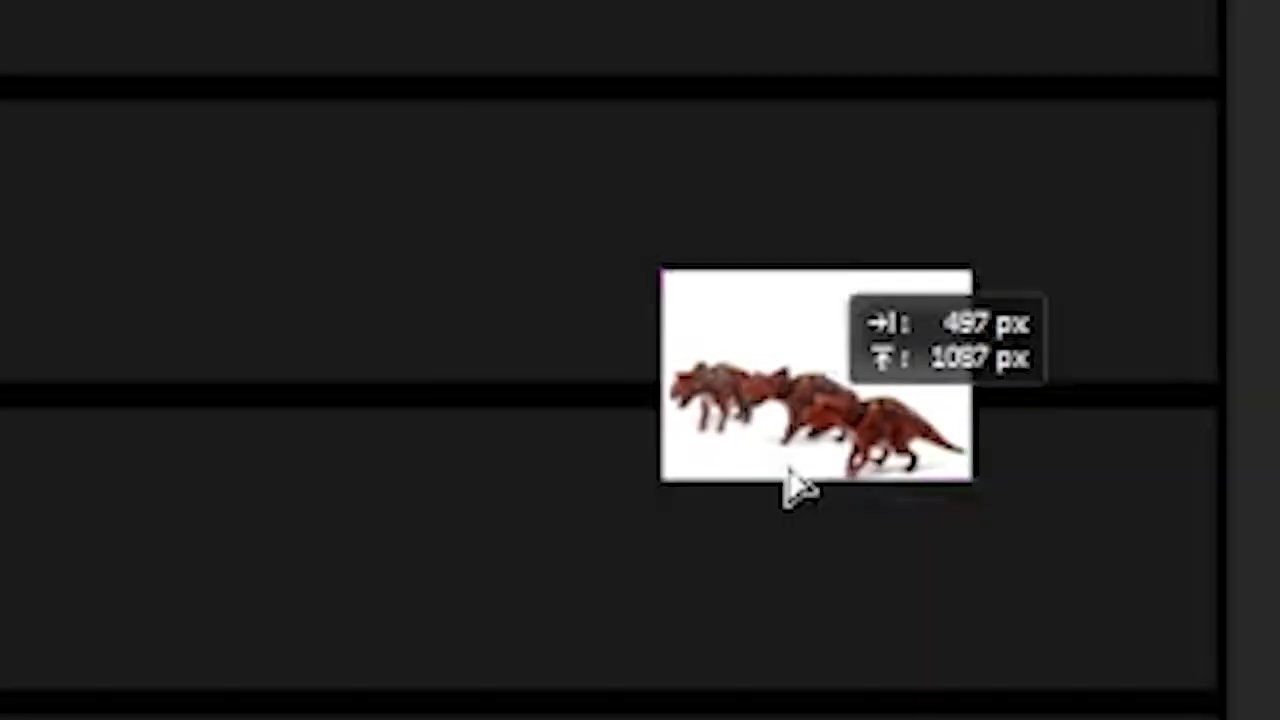 →I : 497 px
⤒ : 1087 px